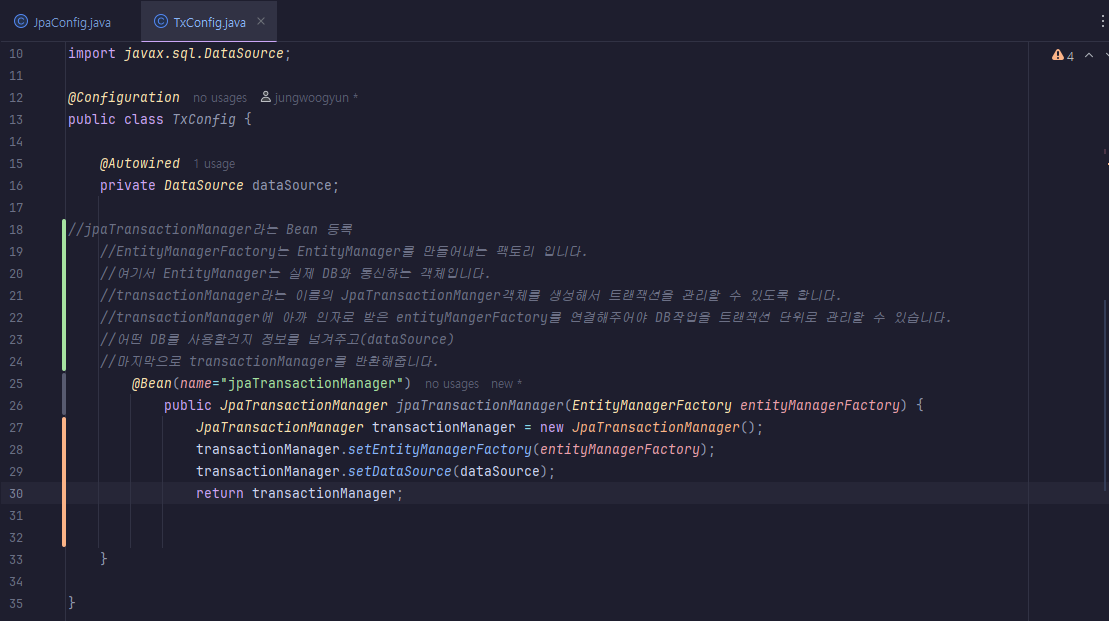 JpaConfig.java
TxConfig.java
4
10 import javax.sql.DataSource;
11
12 @Configuration no usages jungwoogyun *
13 public class TxConfig {
14
15 @Autowired 1 usage
16 private DataSource dataSource;
17
18 //jpaTransactionManager라는 Bean 등록
19 //EntityManagerFactory는 EntityManager를 만들어내는 팩토리 입니다.
20 //여기서 EntityManager는 실제 DB와 통신하는 객체입니다.
21 //transactionManager라는 이름의 JpaTransactionManger객체를 생성해서 트랜잭션을 관리할 수 있도록 합니다.
22 //transactionManager에 아까 인자로 받은 entityMangerFactory를 연결해주어야 DB작업을 트랜잭션 단위로 관리할 수 있습니다.
23 //어떤 DB를 사용할건지 정보를 넘겨주고(dataSource)
24 //마지막으로 transactionManager를 반환해줍니다.
25 @Bean(name="jpaTransactionManager") no usages new *
26 public JpaTransactionManager jpaTransactionManager(EntityManagerFactory entityManagerFactory) {
27 JpaTransactionManager transactionManager = new JpaTransactionManager();
28 transactionManager.setEntityManagerFactory(entityManagerFactory);
29 transactionManager.setDataSource(dataSource);
30 return transactionManager;
31
32
33 }
34
35 }